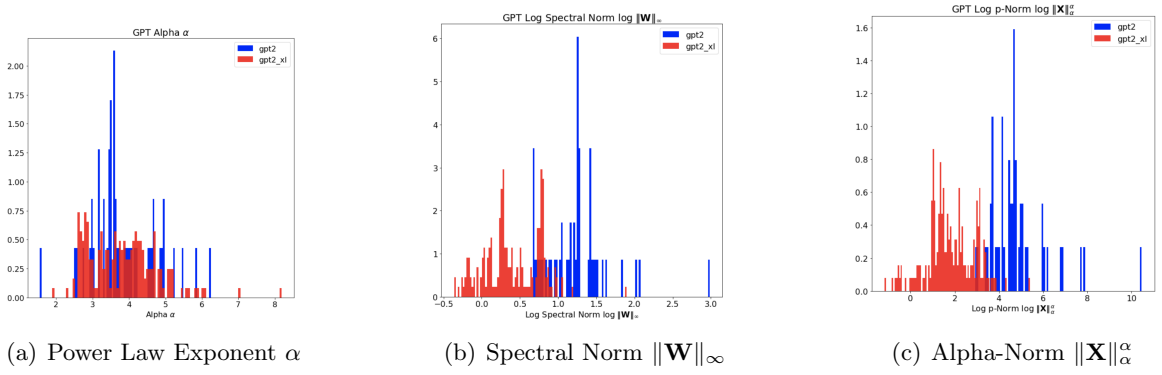 GPT Alpha α
gpt2
gpt2_xl
2.00
1.75
1.50
1.25
1.00
0.75
0.50
0.25
0.00
2 3 4 5 6 7 8
Alpha α
(a) Power Law Exponent α
GPT Log Spectral Norm log ‖W‖∞
gpt2
gpt2_xl
6
5
4
3
2
1
0
−0.5 0.0 0.5 1.0 1.5 2.0 2.5 3.0
Log Spectral Norm log ‖W‖∞
(b) Spectral Norm ‖W‖∞
GPT Log p-Norm log ‖X‖α^α
gpt2
gpt2_xl
1.6
1.4
1.2
1.0
0.8
0.6
0.4
0.2
0.0
0 2 4 6 8 10
Log p-Norm log ‖X‖α^α
(c) Alpha-Norm ‖X‖α^α